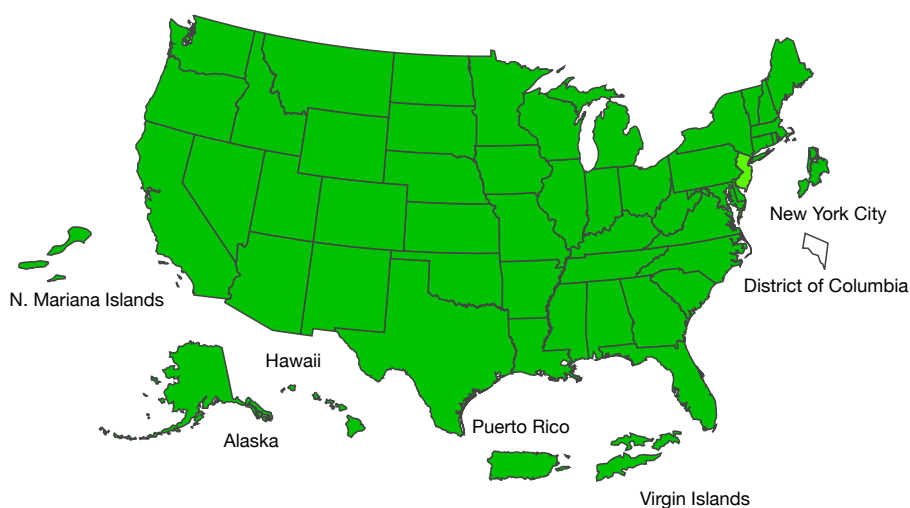 New York City
District of Columbia
N. Mariana Islands
Hawaii
Alaska
Puerto Rico
Virgin Islands